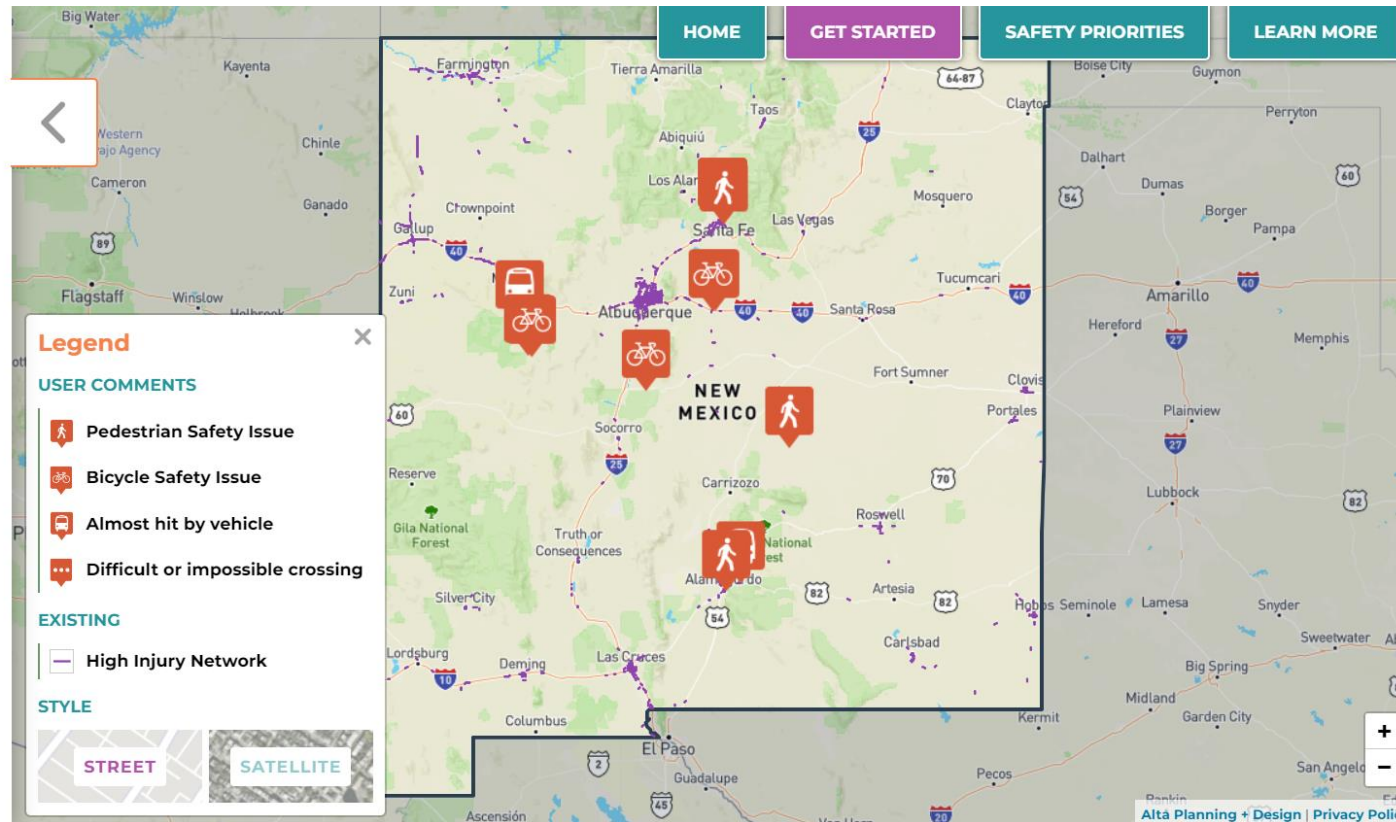 HOME
GET STARTED
SAFETY PRIORITIES
LEARN MORE
Big Water
Kayenta
Western
Chinle
Cameron
Ganado
89
Flagstaff
Winslow
Holbrook
Farmington
Tierra Amarilla
64-87
Boise City
Guymon
Taos
Clayton
Perryton
25
Abiquiú
Dalhart
Dumas
60
54
Mosquero
Crownpoint
Las Vegas
Borger
Gallup
Santa Fe
Pampa
40
Zuni
Tucumcari
40
Amarillo
40
Albuquerque
40
40
Santa Rosa
Hereford
27
Memphis
Fort Sumner
Clovis
NEW
MEXICO
60
Portales
Plainview
Socorro
27
25
Reserve
Carrizozo
70
Lubbock
82
Gila National
Forest
Truth or
Consequences
Roswell
National
Artesia
82
82
Silver City
54
Hobbs
Seminole
Lamesa
Snyder
Carlsbad
Sweetwater
Lordsburg
Las Cruces
Deming
10
Big Spring
Midland
Columbus
Kermit
Garden City
El Paso
2
Guadalupe
Pecos
San Angelo
45
20
Ascensión
Van Horn
Rankin
Legend
×
USER COMMENTS
Pedestrian Safety Issue
Bicycle Safety Issue
Almost hit by vehicle
Difficult or impossible crossing
EXISTING
High Injury Network
STYLE
STREET
SATELLITE
+
−
Alta Planning + Design | Privacy Poli